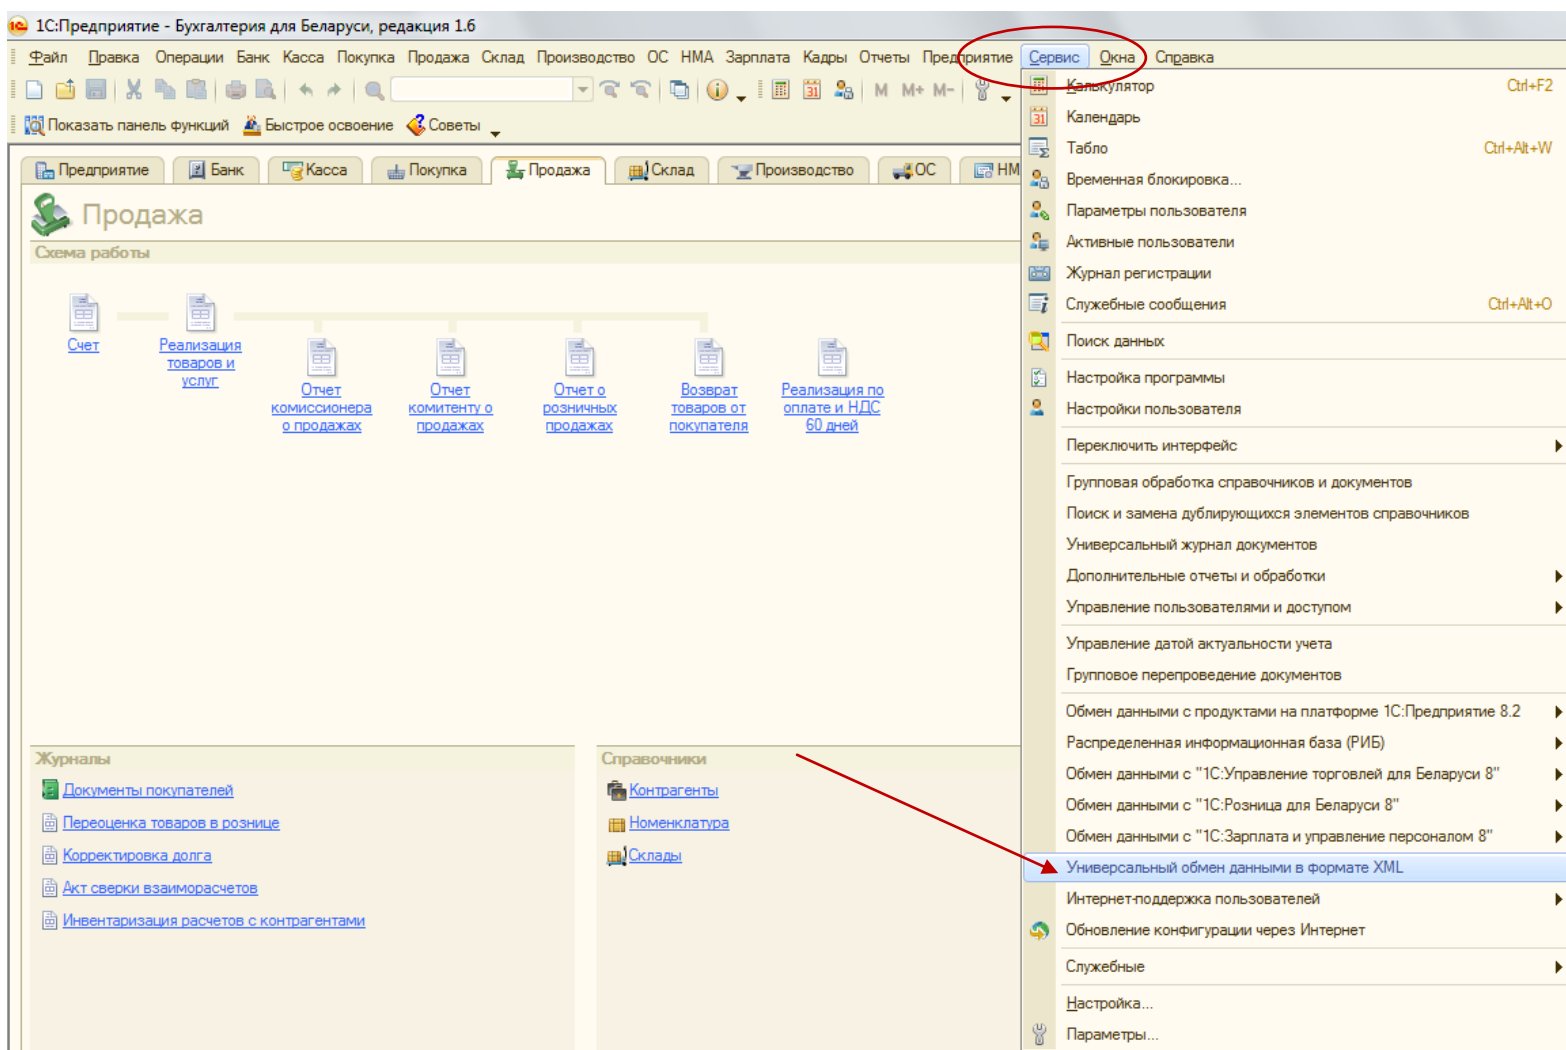 1С:Предприятие - Бухгалтерия для Беларуси, редакция 1.6
Файл Правка Операции Банк Касса Покупка Продажа Склад Производство ОС НМА Зарплата Кадры Отчеты Предприятие Сервис Окна Справка
M M+ M-
Показать панель функций Быстрое освоение Советы
Предприятие Банк Касса Покупка Продажа Склад Производство ОС НМ
Продажа
Схема работы
Счет
Реализация
товаров и
услуг
Отчет
комиссионера
о продажах
Отчет
комитенту о
продажах
Отчет о
розничных
продажах
Возврат
товаров от
покупателя
Реализация по
оплате и НДС
60 дней
Журналы
Документы покупателей
Переоценка товаров в рознице
Корректировка долга
Акт сверки взаиморасчетов
Инвентаризация расчетов с контрагентами
Справочники
Контрагенты
Номенклатура
Склады
Калькулятор Ctrl+F2
Календарь
Табло Ctrl+Alt+W
Временная блокировка...
Параметры пользователя
Активные пользователи
Журнал регистрации
Служебные сообщения Ctrl+Alt+O
Поиск данных
Настройка программы
Настройки пользователя
Переключить интерфейс
Групповая обработка справочников и документов
Поиск и замена дублирующихся элементов справочников
Универсальный журнал документов
Дополнительные отчеты и обработки
Управление пользователями и доступом
Управление датой актуальности учета
Групповое перепроведение документов
Обмен данными с продуктами на платформе 1С:Предприятие 8.2
Распределенная информационная база (РИБ)
Обмен данными с "1С:Управление торговлей для Беларуси 8"
Обмен данными с "1С:Розница для Беларуси 8"
Обмен данными с "1С:Зарплата и управление персоналом 8"
Универсальный обмен данными в формате XML
Интернет-поддержка пользователей
Обновление конфигурации через Интернет
Служебные
Настройка...
Параметры...